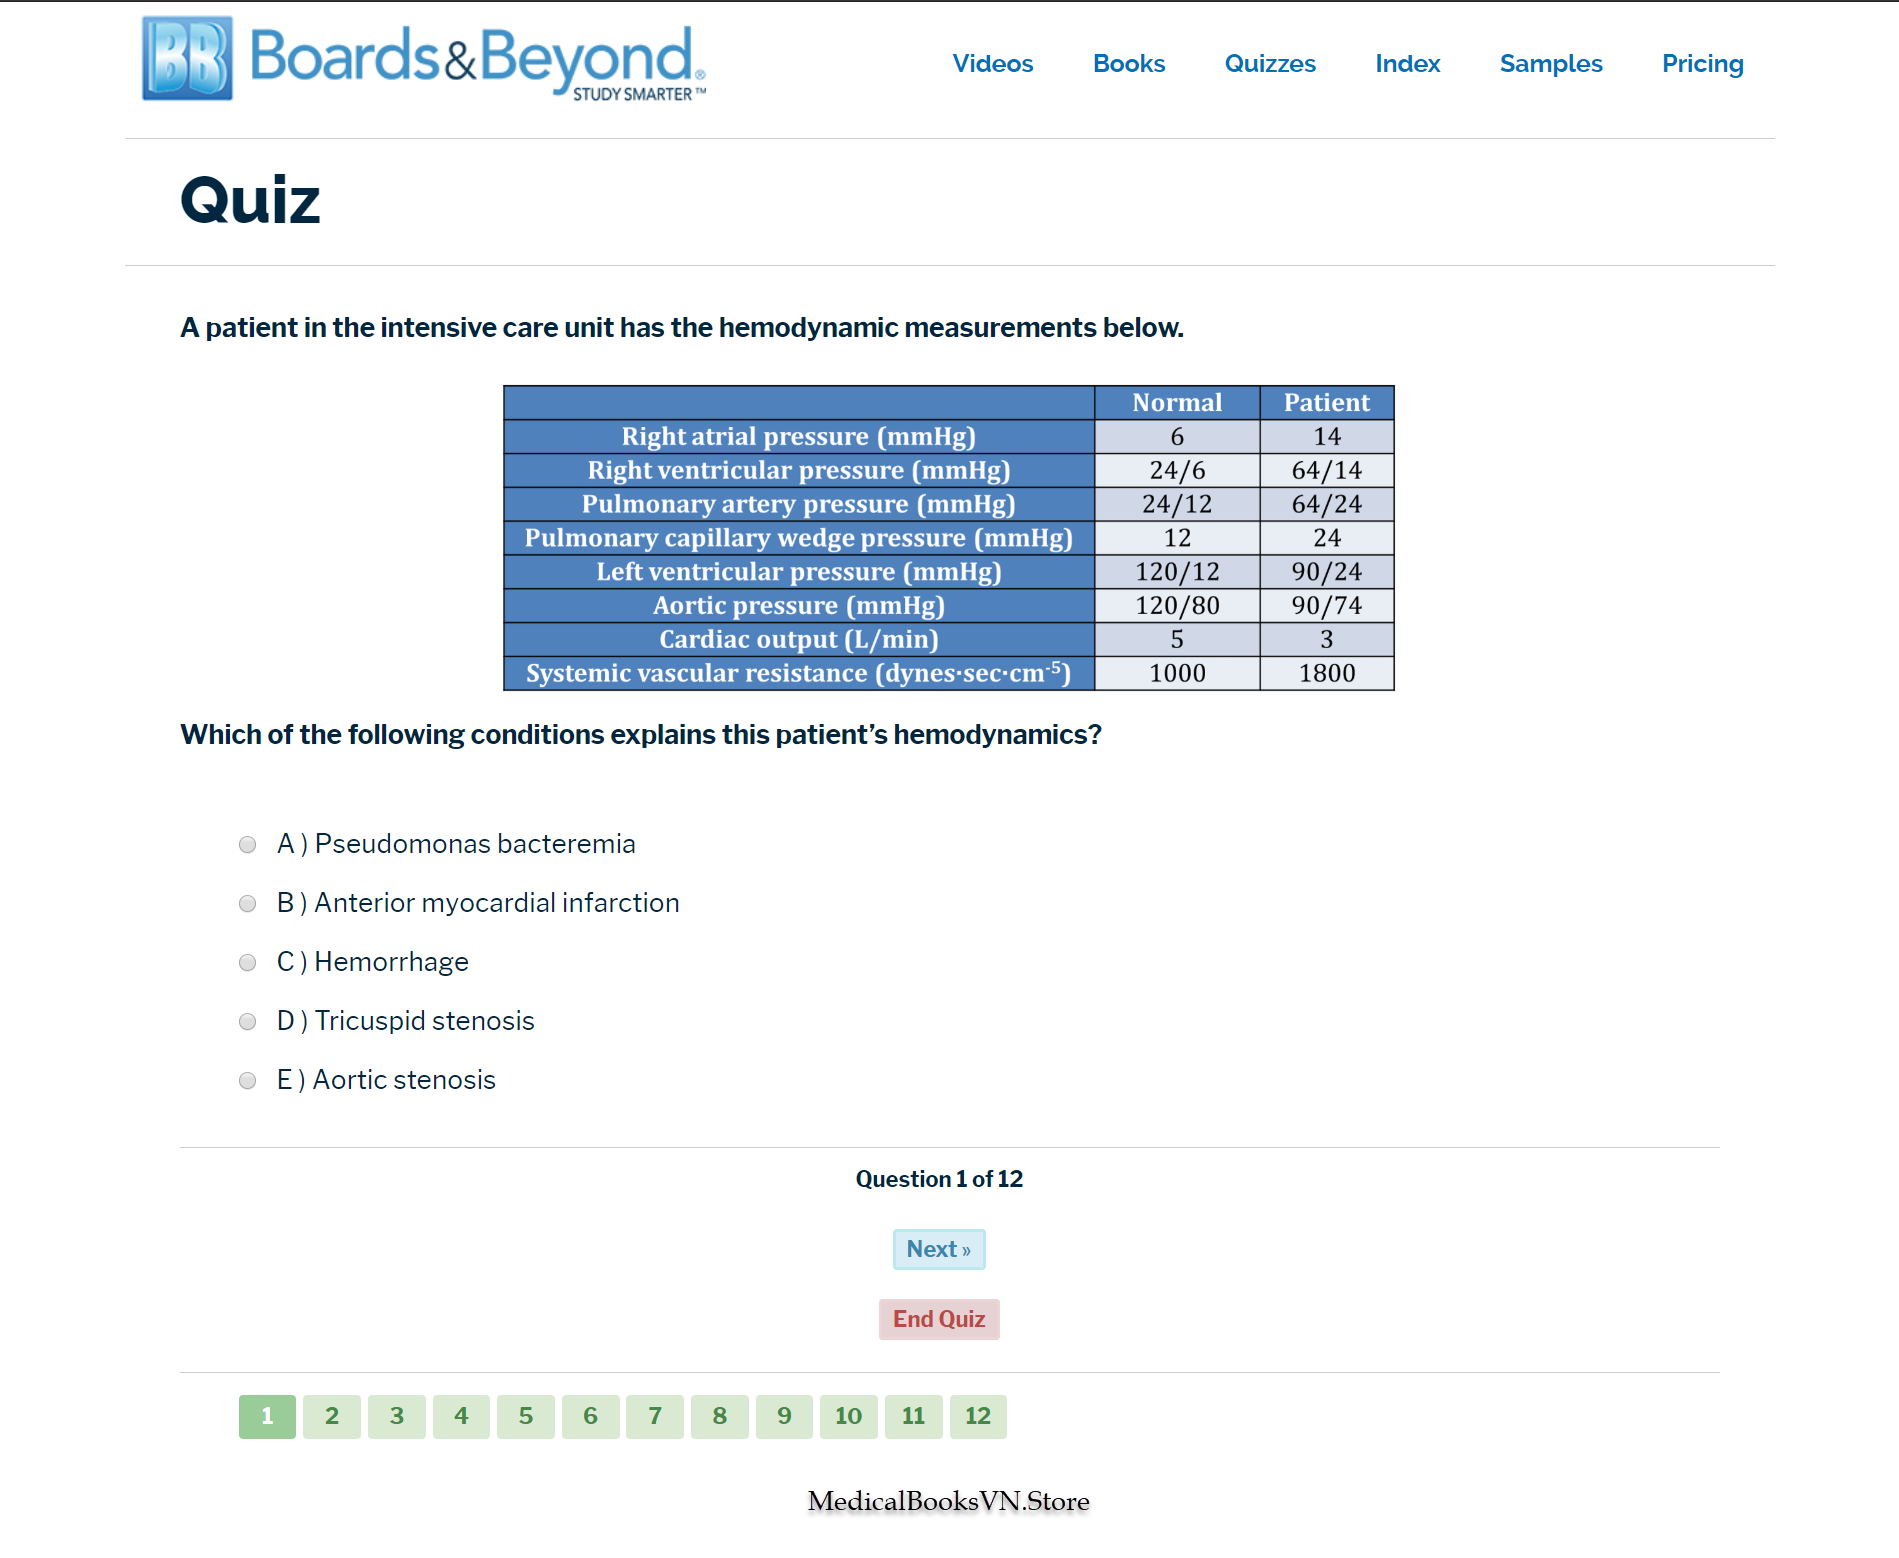 BB Boards&Beyond®
STUDY SMARTER™
Videos Books Quizzes Index Samples Pricing
Quiz
A patient in the intensive care unit has the hemodynamic measurements below.
Normal Patient
Right atrial pressure (mmHg) 6 14
Right ventricular pressure (mmHg) 24/6 64/14
Pulmonary artery pressure (mmHg) 24/12 64/24
Pulmonary capillary wedge pressure (mmHg) 12 24
Left ventricular pressure (mmHg) 120/12 90/24
Aortic pressure (mmHg) 120/80 90/74
Cardiac output (L/min) 5 3
Systemic vascular resistance (dynes·sec·cm⁻⁵) 1000 1800
Which of the following conditions explains this patient’s hemodynamics?
A ) Pseudomonas bacteremia
B ) Anterior myocardial infarction
C ) Hemorrhage
D ) Tricuspid stenosis
E ) Aortic stenosis
Question 1 of 12
Next »
End Quiz
1 2 3 4 5 6 7 8 9 10 11 12
MedicalBooksVN.Store